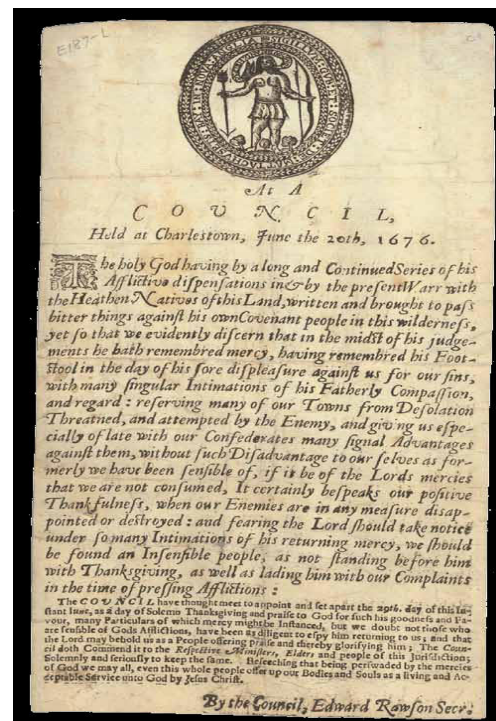 E187-L
At A
COUNCIL,
Held at Charlestown, June the 20th, 1676.
The holy God having by a long and Continued Series of his
Afflictive dispensations in & by the present Warr with
the Heathen Natives of this Land, written and brought to pass
bitter things against his own Covenant people in this wilderness,
yet so that we evidently discern that in the midst of his judge-
ments he hath remembred mercy, having remembred his Foot-
stool in the day of his sore displeasure against us for our sins,
with many singular Intimations of his Fatherly Compassion,
and regard : reserving many of our Towns from Desolation
Threatned, and attempted by the Enemy, and giving us espe-
cially of late with our Confederates many signal Advantages
against them, without such Disadvantage to our selves as for-
merly we have been sensible of, if it be of the Lords mercies
that we are not consumed, It certainly bespeaks our positive
Thankfulness, when our Enemies are in any measure disap-
pointed or destroyed : and fearing the Lord should take notice
under so many Intimations of his returning mercy, we should
be found an Insensible people, as not standing before him
with Thanksgiving, as well as lading him with our Complaints
in the time of pressing Afflictions :
The COUNCIL have thought meet to appoint and set apart the 29th. day of this In-
stant June, as a day of Solemn Thanksgiving and praise to God for such his goodness and Fa-
vour, many Particulars of which mercy might be Instanced, but we doubt not those who
are sensible of Gods Afflictions, have been as diligent to espy him returning to us; and that
the Lord may behold us a People offering praise and thereby glorifying him ; The Coun-
cil doth Commend it to the Respective Ministers, Elders and people of this Jurisdiction;
Solemnly and seriously to keep the same. Beseeching that being perswaded by the mercies
of God we may all, even this whole people offer up our Bodies and Souls as a living and Ac-
ceptable Service unto God by Jesus Christ.
By the Council, Edward Rawson Secr.